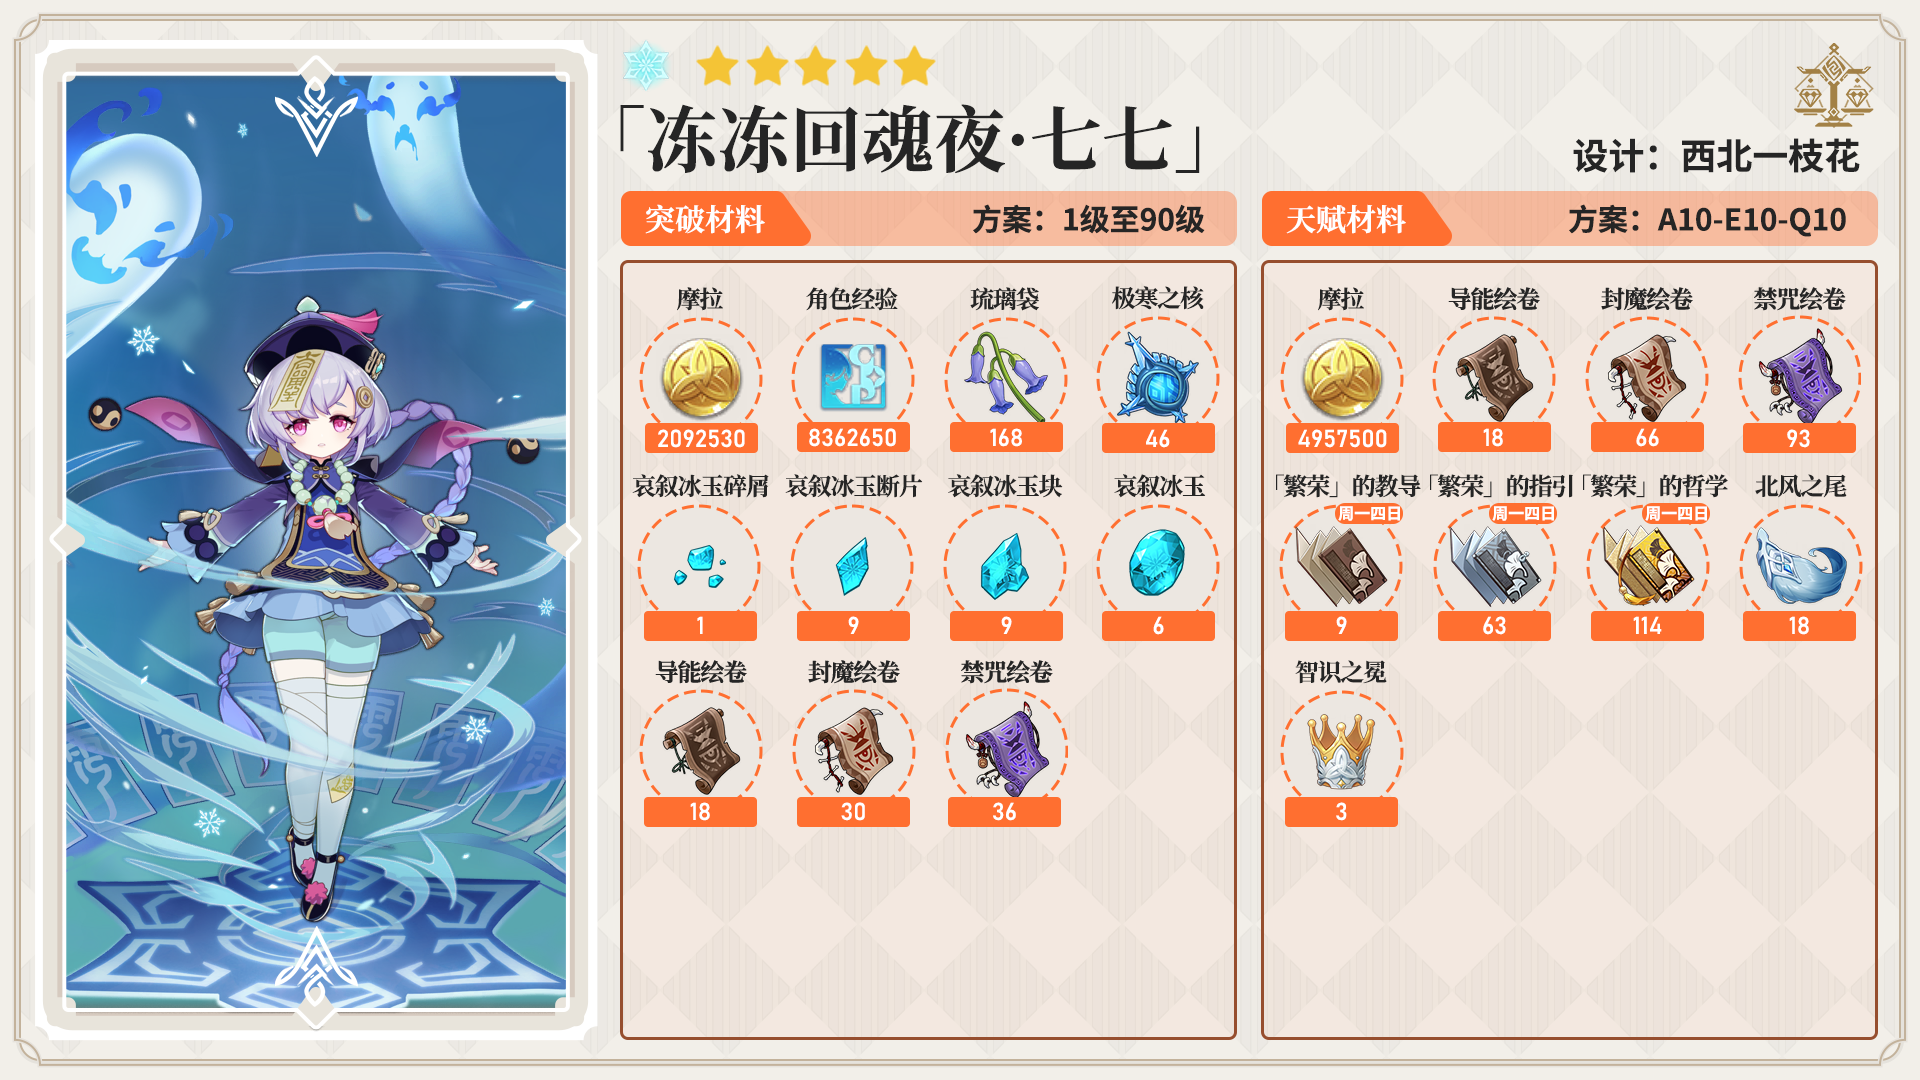 「冻冻回魂夜·七七」
设计：西北一枝花
突破材料
方案：1级至90级
摩拉
角色经验
琉璃袋
极寒之核
2092530
8362650
168
46
哀叙冰玉碎屑
哀叙冰玉断片
哀叙冰玉块
哀叙冰玉
1
9
9
6
导能绘卷
封魔绘卷
禁咒绘卷
18
30
36
天赋材料
方案：A10-E10-Q10
摩拉
导能绘卷
封魔绘卷
禁咒绘卷
4957500
18
66
93
「繁荣」的教导
「繁荣」的指引
「繁荣」的哲学
北风之尾
周一四日
周一四日
周一四日
9
63
114
18
智识之冕
3